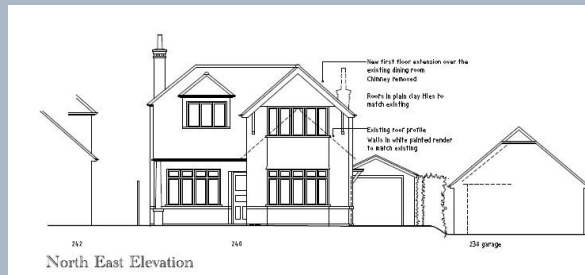 New first floor extension over the
existing dining room
Chimney removed
Roofs in plain clay tiles to
match existing
Existing roof profile
Walls in white painted render
to match existing
242
240
238 garage
North East Elevation